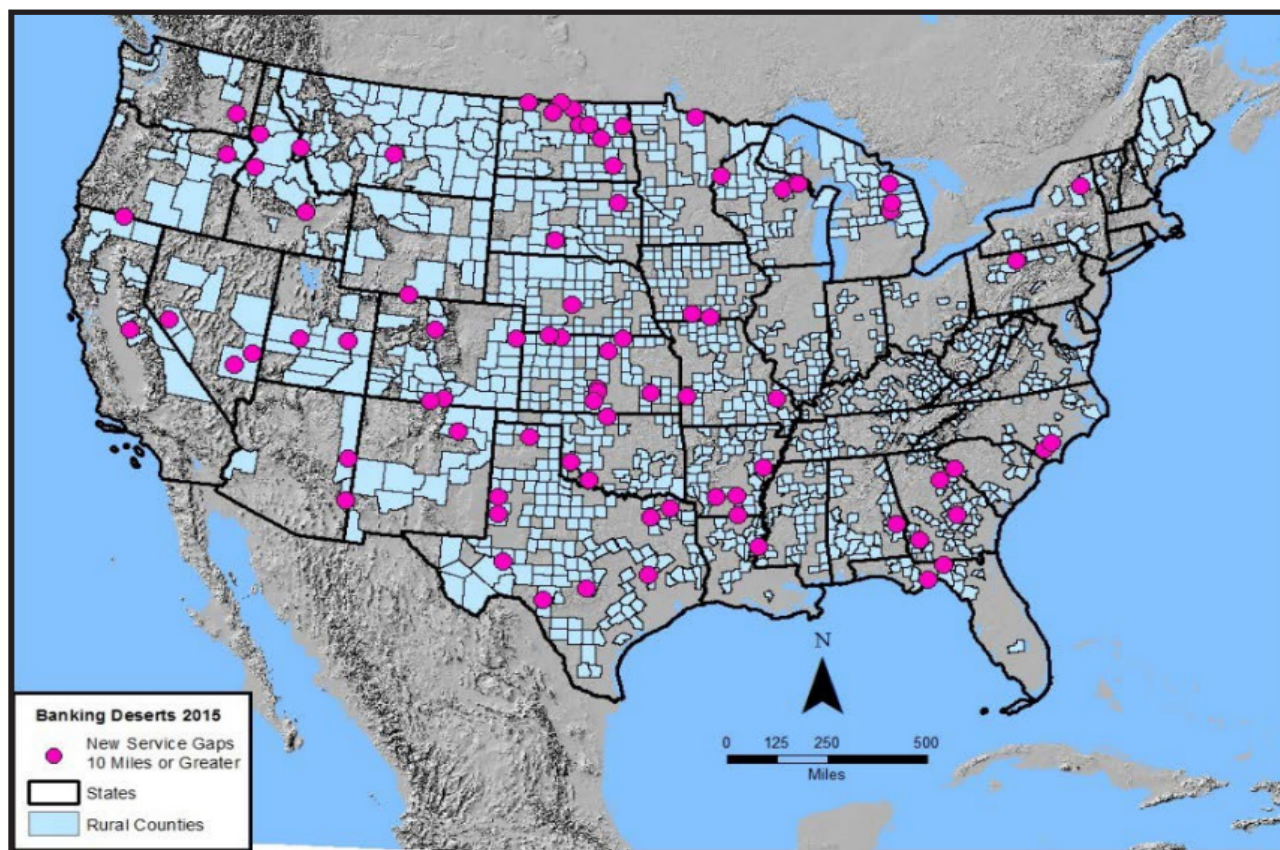 N
0 125 250 500
Miles
Banking Deserts 2015
New Service Gaps
10 Miles or Greater
States
Rural Counties